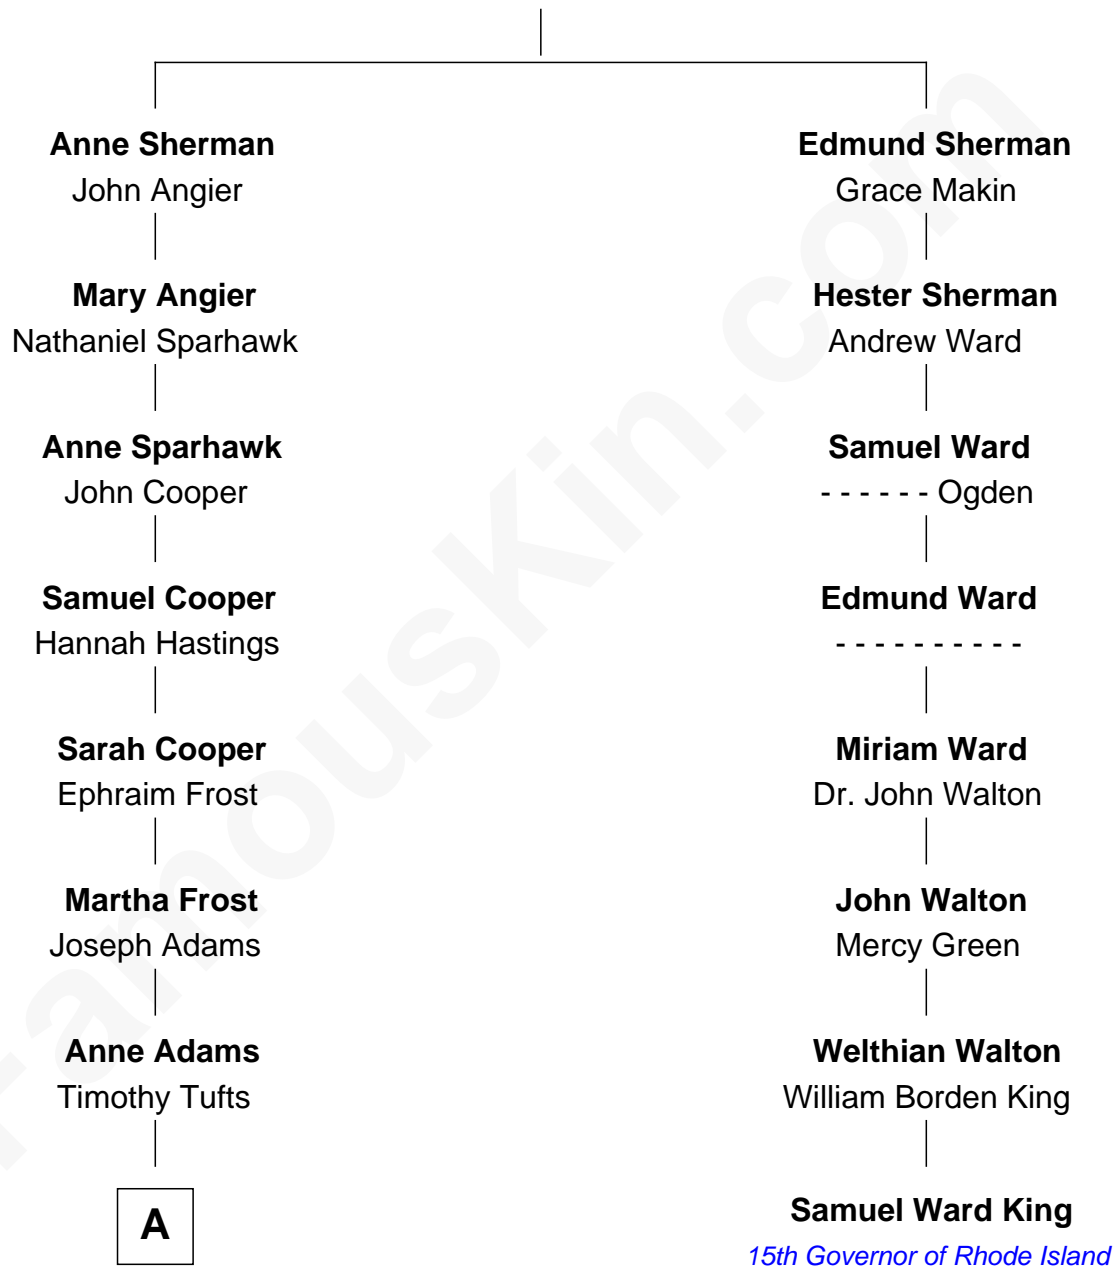 Anne Sherman
John Angier
Mary Angier
Nathaniel Sparhawk
Anne Sparhawk
John Cooper
Samuel Cooper
Hannah Hastings
Sarah Cooper
Ephraim Frost
Martha Frost
Joseph Adams
Anne Adams
Timothy Tufts
A
Edmund Sherman
Grace Makin
Hester Sherman
Andrew Ward
Samuel Ward
- - - - - - Ogden
Edmund Ward
- - - - - - - - - -
Miriam Ward
Dr. John Walton
John Walton
Mercy Green
Welthian Walton
William Borden King
Samuel Ward King
15th Governor of Rhode Island
FamousKin.com